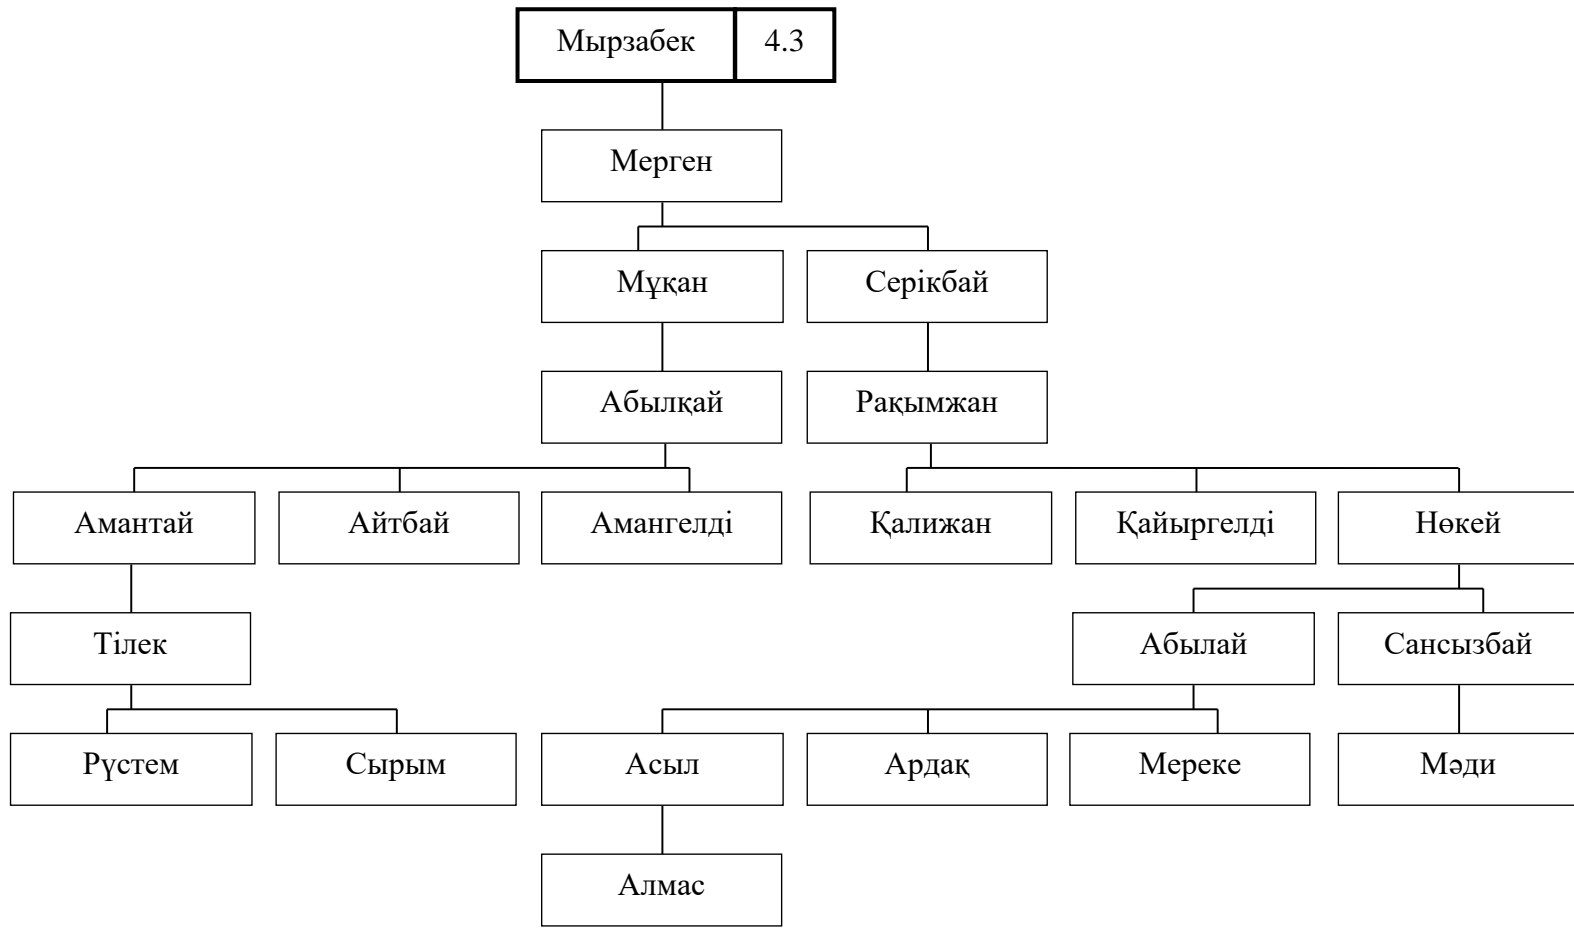 Мырзабек 4.3
Мерген
Мұқан Серікбай
Абылқай Рақымжан
Амантай Айтбай Амангелді Қалижан Қайыргелді Нөкей
Тілек Абылай Сансызбай
Рүстем Сырым Асыл Ардақ Мереке Мәди
Алмас